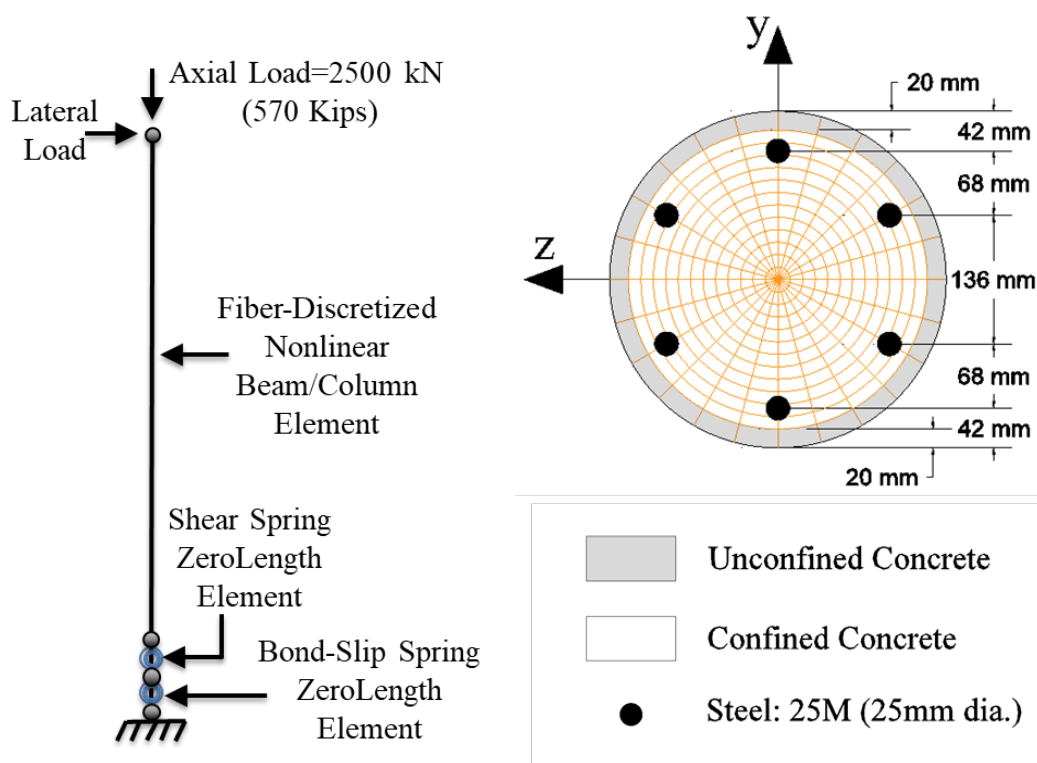 Axial Load=2500 kN
(570 Kips)
Lateral
Load
Fiber-Discretized
Nonlinear
Beam/Column
Element
Shear Spring
ZeroLength
Element
Bond-Slip Spring
ZeroLength
Element
y
z
20 mm
42 mm
68 mm
136 mm
68 mm
42 mm
20 mm
Unconfined Concrete
Confined Concrete
Steel: 25M (25mm dia.)